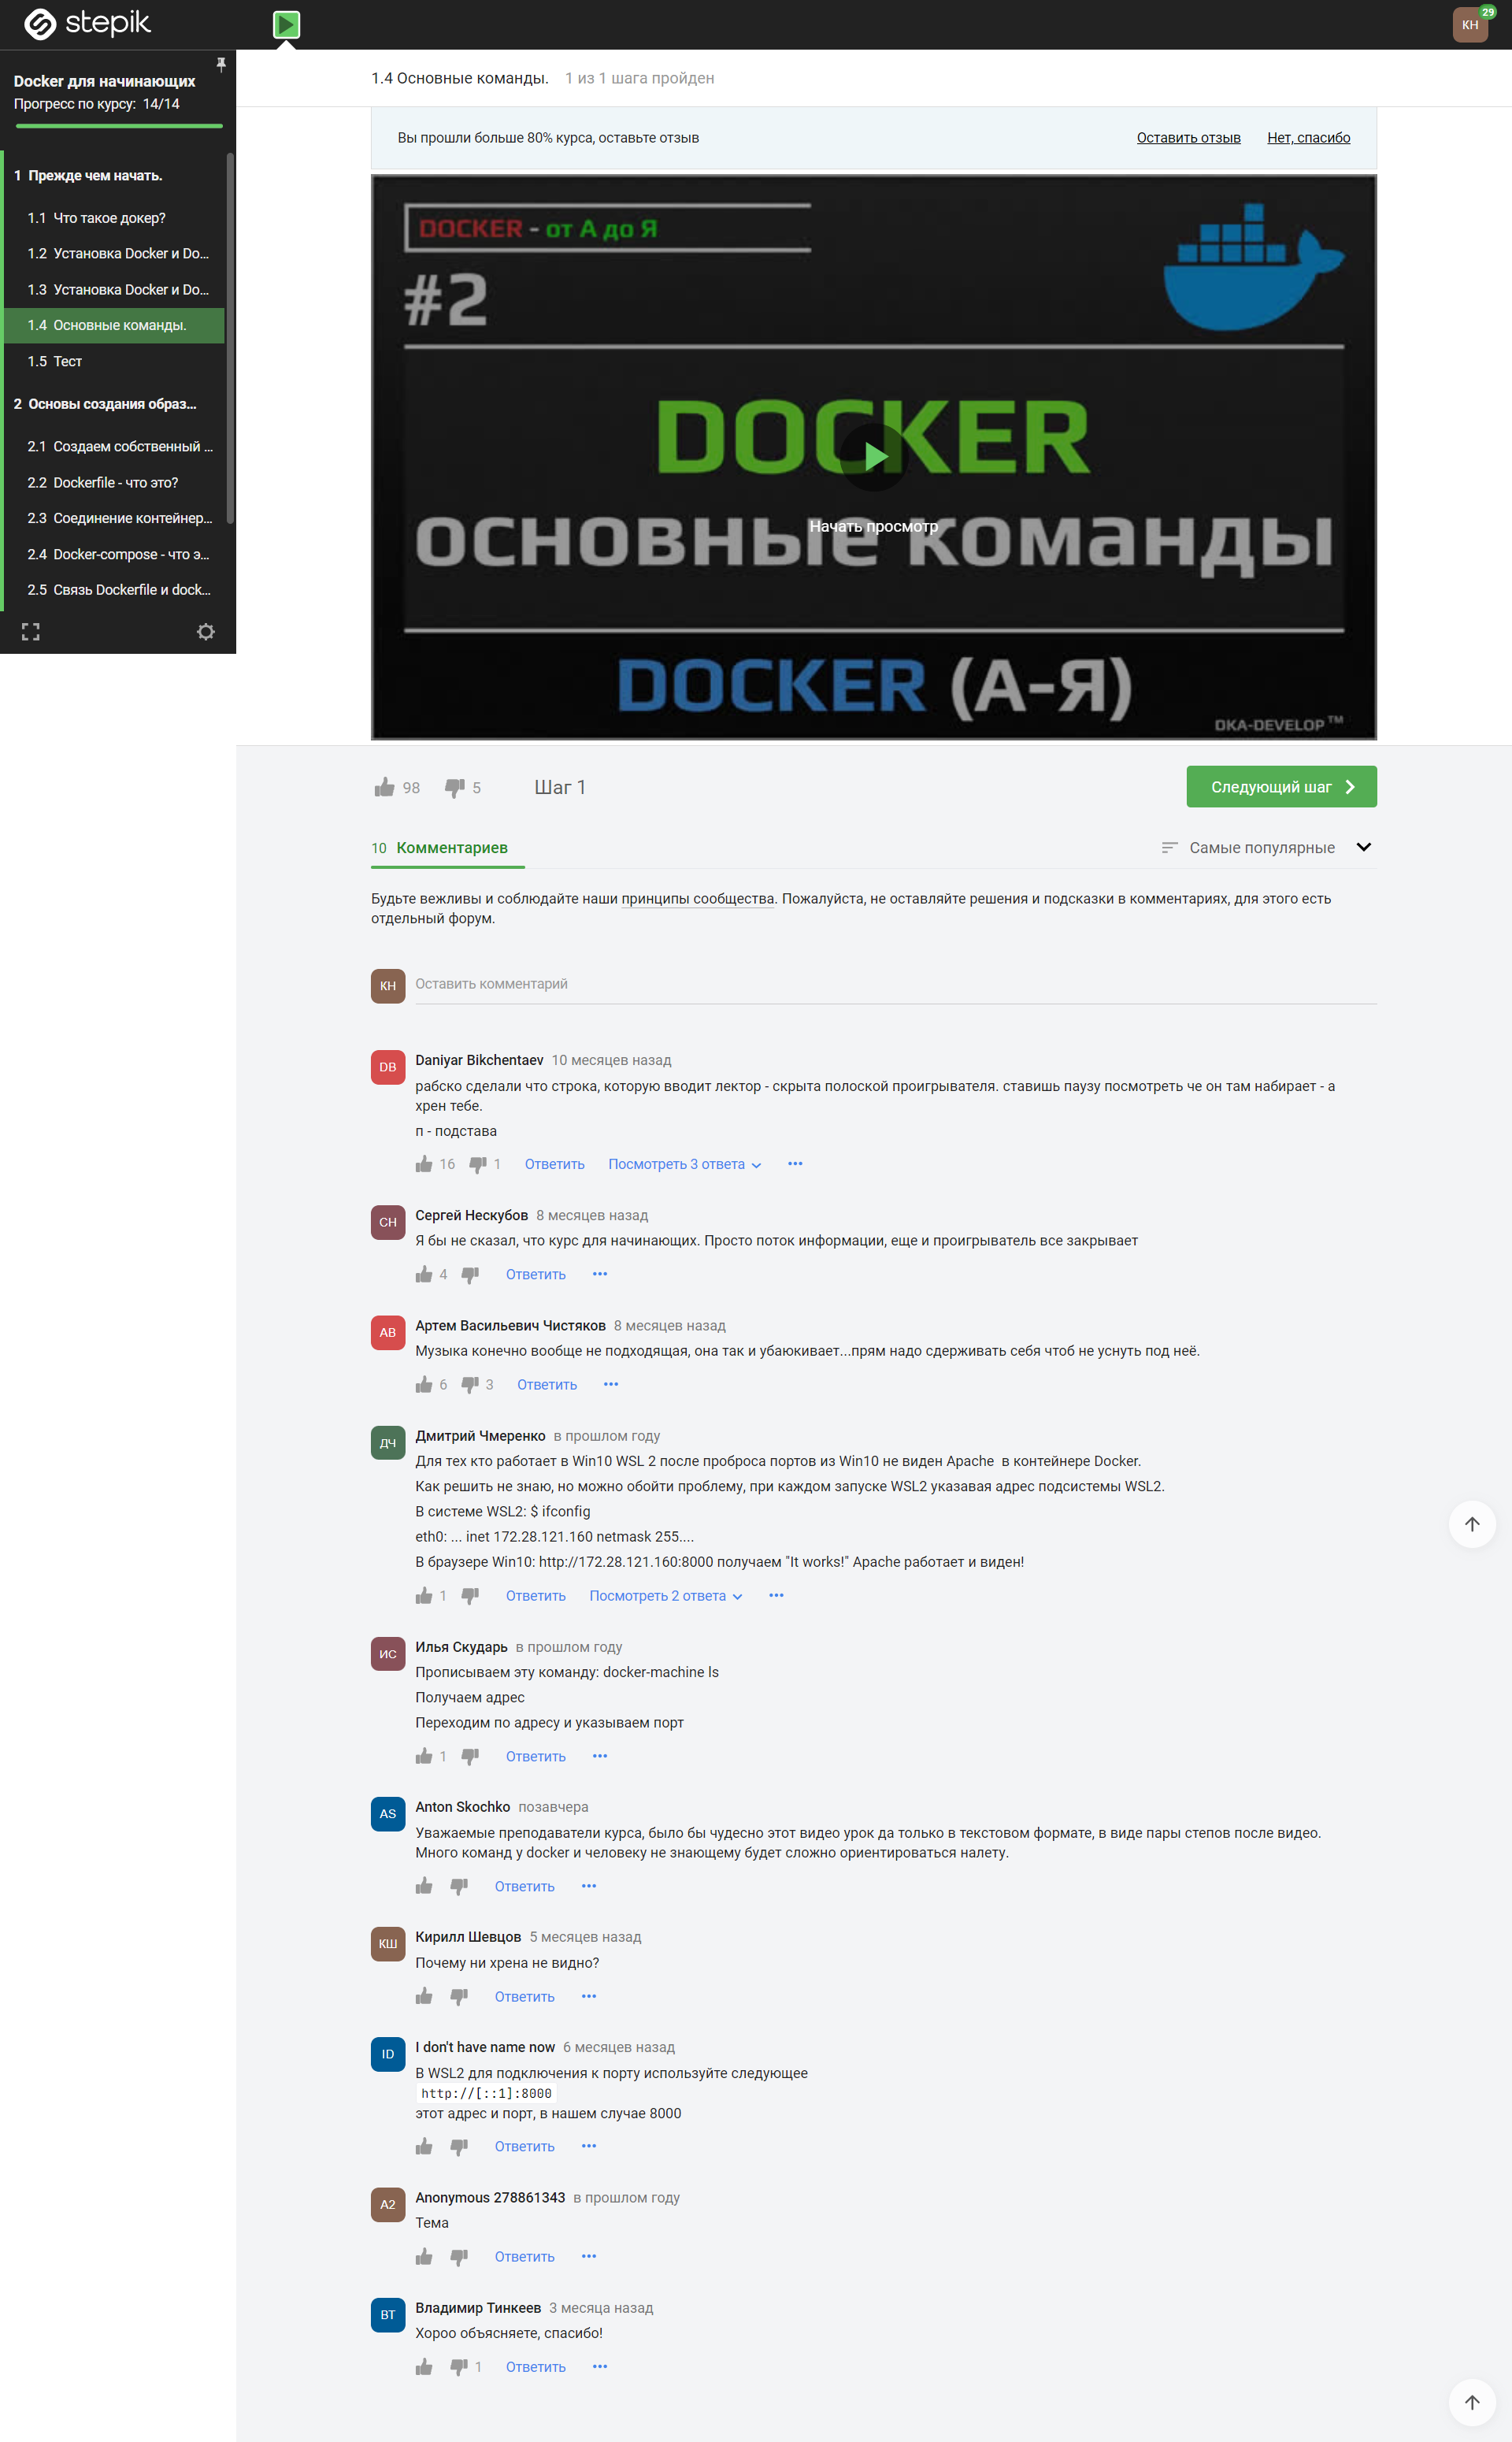 stepik
КН
29
Docker для начинающих
Прогресс по курсу: 14/14
1 Прежде чем начать.
1.1 Что такое докер?
1.2 Установка Docker и Do...
1.3 Установка Docker и Do...
1.4 Основные команды.
1.5 Тест
2 Основы создания образ...
2.1 Создаем собственный ...
2.2 Dockerfile - что это?
2.3 Соединение контейнер...
2.4 Docker-compose - что э...
2.5 Связь Dockerfile и dock...
1.4 Основные команды. 1 из 1 шага пройден
Вы прошли больше 80% курса, оставьте отзыв Оставить отзыв Нет, спасибо
DOCKER - от А до Я
#2
DOCKER
основные команды
Начать просмотр
DOCKER (А-Я)
DKA-DEVELOP™
98 5 Шаг 1 Следующий шаг
10 Комментариев Самые популярные
Будьте вежливы и соблюдайте наши принципы сообщества. Пожалуйста, не оставляйте решения и подсказки в комментариях, для этого есть
отдельный форум.
КН Оставить комментарий
DB Daniyar Bikchentaev 10 месяцев назад
рабско сделали что строка, которую вводит лектор - скрыта полоской проигрывателя. ставишь паузу посмотреть че он там набирает - а
хрен тебе.
п - подстава
16 1 Ответить Посмотреть 3 ответа
СН Сергей Нескубов 8 месяцев назад
Я бы не сказал, что курс для начинающих. Просто поток информации, еще и проигрыватель все закрывает
4 Ответить
АВ Артем Васильевич Чистяков 8 месяцев назад
Музыка конечно вообще не подходящая, она так и убаюкивает...прям надо сдерживать себя чтоб не уснуть под неё.
6 3 Ответить
ДЧ Дмитрий Чмеренко в прошлом году
Для тех кто работает в Win10 WSL 2 после проброса портов из Win10 не виден Apache в контейнере Docker.
Как решить не знаю, но можно обойти проблему, при каждом запуске WSL2 указавая адрес подсистемы WSL2.
В системе WSL2: $ ifconfig
eth0: ... inet 172.28.121.160 netmask 255....
В браузере Win10: http://172.28.121.160:8000 получаем "It works!" Apache работает и виден!
1 Ответить Посмотреть 2 ответа
ИС Илья Скударь в прошлом году
Прописываем эту команду: docker-machine ls
Получаем адрес
Переходим по адресу и указываем порт
1 Ответить
AS Anton Skochko позавчера
Уважаемые преподаватели курса, было бы чудесно этот видео урок да только в текстовом формате, в виде пары степов после видео.
Много команд у docker и человеку не знающему будет сложно ориентироваться налету.
Ответить
КШ Кирилл Шевцов 5 месяцев назад
Почему ни хрена не видно?
Ответить
ID I don't have name now 6 месяцев назад
В WSL2 для подключения к порту используйте следующее
http://[::1]:8000
этот адрес и порт, в нашем случае 8000
Ответить
A2 Anonymous 278861343 в прошлом году
Тема
Ответить
ВТ Владимир Тинкеев 3 месяца назад
Хороо объясняете, спасибо!
1 Ответить